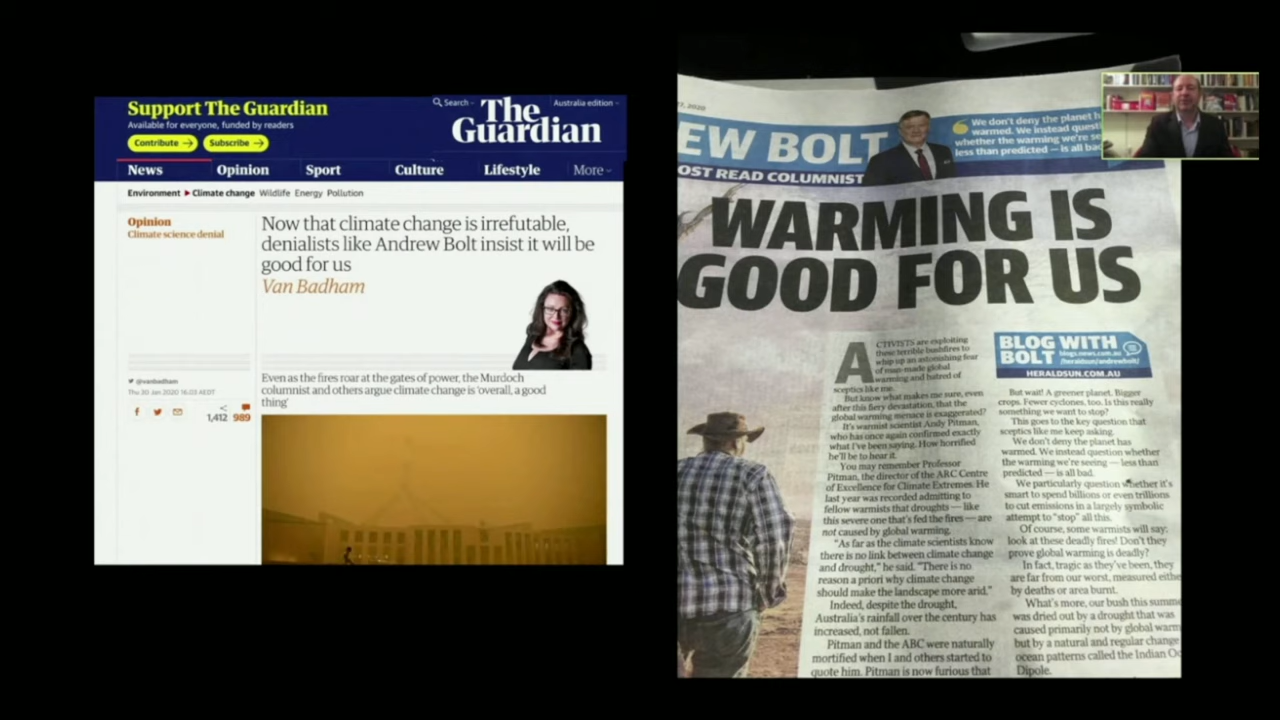 Support The Guardian
Available for everyone, funded by readers
Contribute → Subscribe →
Search
Australia edition
The
Guardian
News Opinion Sport Culture Lifestyle More
Environment ▶ Climate change Wildlife Energy Pollution
Opinion
Climate science denial
Now that climate change is irrefutable,
denialists like Andrew Bolt insist it will be
good for us
Van Badham
@vanbadham
Thu 30 Jan 2020 16.03 AEDT
1,412 989
Even as the fires roar at the gates of power, the Murdoch
columnist and others argue climate change is 'overall, a good
thing'
2020
EW BOLT
OST READ COLUMNIST
We don't deny the planet h
warmed. We instead questi
whether the warming we're se
less than predicted — is all bad
WARMING IS
GOOD FOR US
ACTIVISTS are exploiting
these terrible bushfires to
whip up an astonishing fear
of man-made global
warming and hatred of
sceptics like me.
But know what makes me sure, even
after this fiery devastation, that the
global warming menace is exaggerated?
It's warmist scientist Andy Pitman,
who has once again confirmed exactly
what I've been saying. How horrified
he'll be to hear it.
You may remember Professor
Pitman, the director of the ARC Centre
of Excellence for Climate Extremes. He
last year was recorded admitting to
fellow warmists that droughts — like
this severe one that's fed the fires — are
not caused by global warming.
"As far as the climate scientists know
there is no link between climate change
and drought," he said. "There is no
reason a priori why climate change
should make the landscape more arid."
Indeed, despite the drought,
Australia's rainfall over the century has
increased, not fallen.
Pitman and the ABC were naturally
mortified when I and others started to
quote him. Pitman is now furious that
BLOG WITH
BOLT blogs.news.com.au
/heraldsun/andrewbolt/
HERALDSUN.COM.AU
But wait! A greener planet. Bigger
crops. Fewer cyclones, too. Is this really
something we want to stop?
This goes to the key question that
sceptics like me keep asking.
We don't deny the planet has
warmed. We instead question whether
the warming we're seeing — less than
predicted — is all bad.
We particularly question whether it's
smart to spend billions or even trillions
to cut emissions in a largely symbolic
attempt to "stop" all this.
Of course, some warmists will say:
look at these deadly fires! Don't they
prove global warming is deadly?
In fact, tragic as they've been, they
are far from our worst, measured eithe
by deaths or area burnt.
What's more, our bush this summe
was dried out by a drought that was
caused primarily not by global warm
but by a natural and regular change
ocean patterns called the Indian Oc
Dipole.